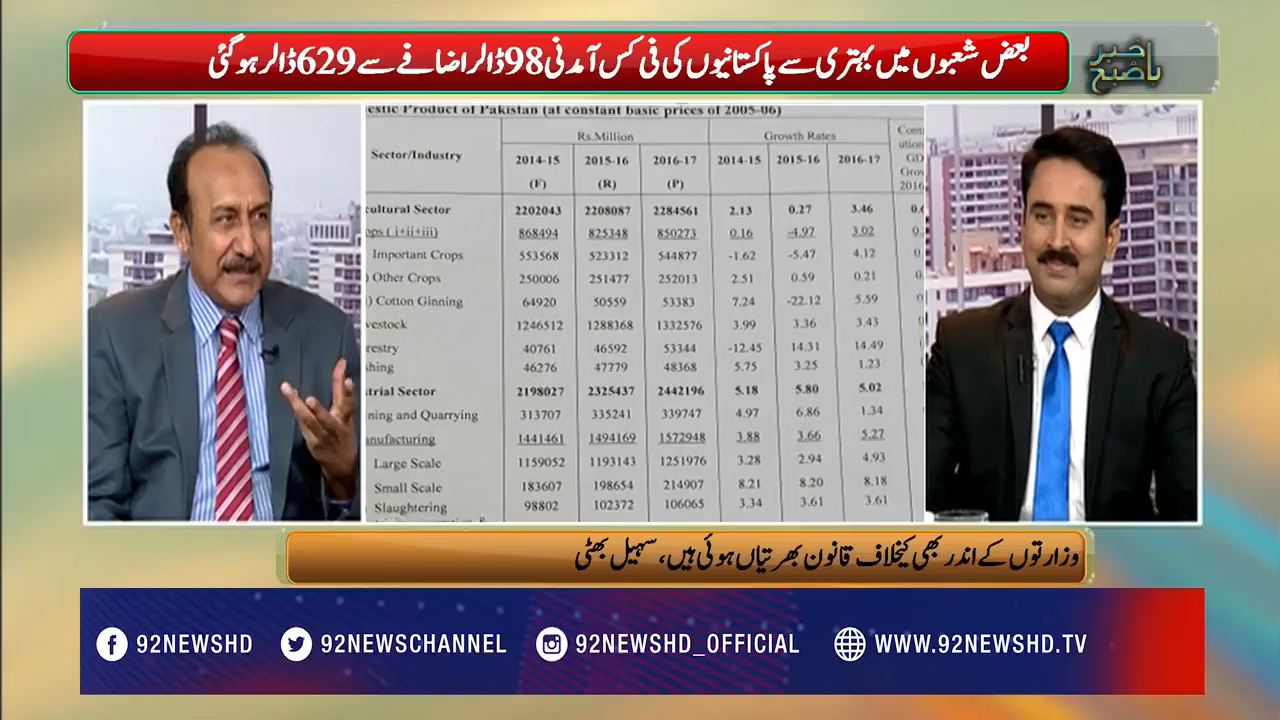 بعض شعبوں میں بہتری سے پاکستانیوں کی فی کس آمدنی 98 ڈالر اضافے سے 629 ڈالر ہو گئی
باخبر صبح
estic Product of Pakistan (at constant basic prices of 2005-06)
Rs.Million Growth Rates
Sector/Industry 2014-15 2015-16 2016-17 2014-15 2015-16 2016-17
(F) (R) (P)
cultural Sector 2202043 2208087 2284561 2.13 0.27 3.46
ops ( i+ii+iii) 868494 825348 850273 0.16 -4.97 3.02
Important Crops 553568 523312 544877 -1.62 -5.47 4.12
) Other Crops 250006 251477 252013 2.51 0.59 0.21
) Cotton Ginning 64920 50559 53383 7.24 -22.12 5.59
vestock 1246512 1288368 1332576 3.99 3.36 3.43
restry 40761 46592 53344 -12.45 14.31 14.49
shing 46276 47779 48368 5.75 3.25 1.23
strial Sector 2198027 2325437 2442196 5.18 5.80 5.02
ning and Quarrying 313707 335241 339747 4.97 6.86 1.34
anufacturing 1441461 1494169 1572948 3.88 3.66 5.27
Large Scale 1159052 1193143 1251976 3.28 2.94 4.93
Small Scale 183607 198654 214907 8.21 8.20 8.18
Slaughtering 98802 102372 106065 3.34 3.61 3.61
وزارتوں کے اندر بھی کیخلاف قانون بھرتیاں ہوئی ہیں، سہیل بھٹی
92NEWSHD 92NEWSCHANNEL 92NEWSHD_OFFICIAL WWW.92NEWSHD.TV